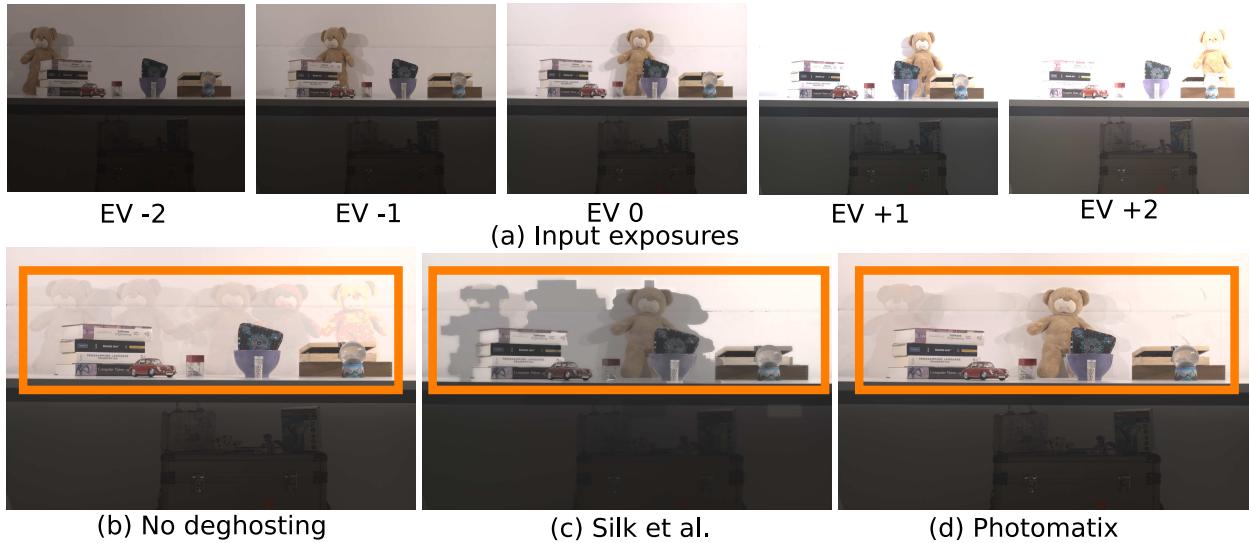 EV -2
EV -1
EV 0
EV +1
EV +2
(a) Input exposures
(b) No deghosting
(c) Silk et al.
(d) Photomatix